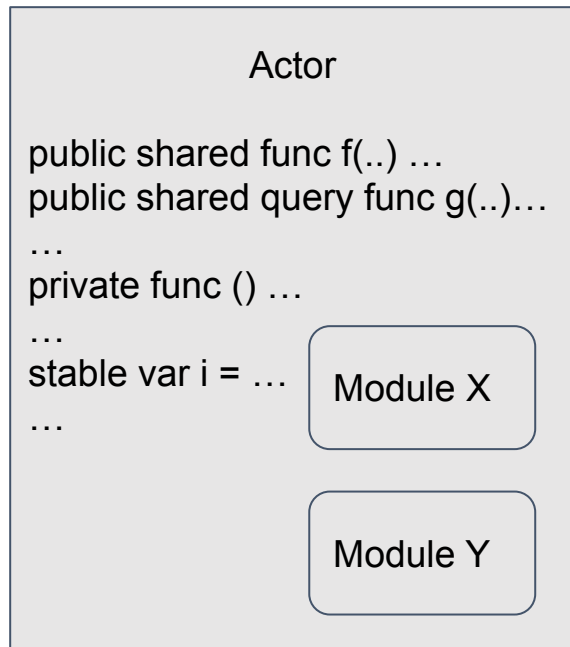 Actor
public shared func f(..) …
public shared query func g(..)…
…
private func () …
…
stable var i = …
…
Module X
Module Y